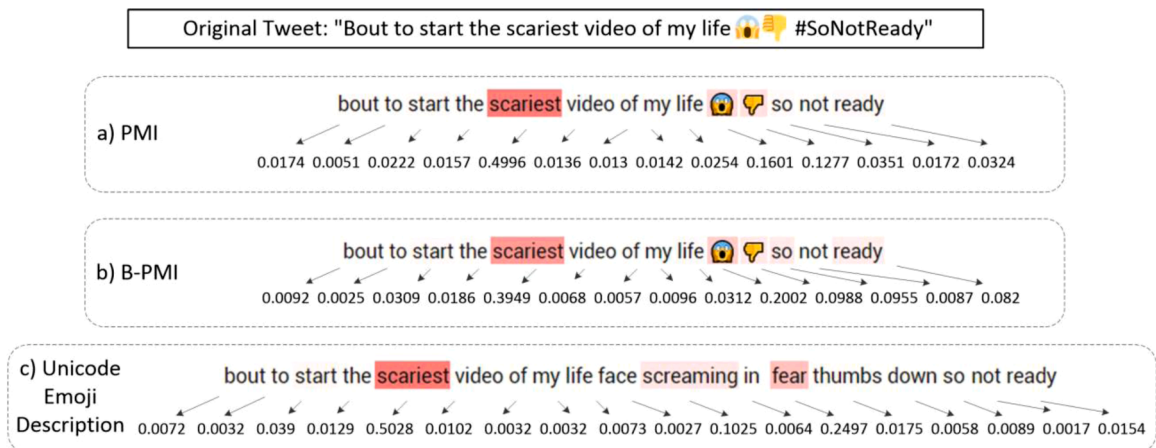 Original Tweet: "Bout to start the scariest video of my life 😱👎 #SoNotReady"
a) PMI
bout to start the scariest video of my life 😱 👎 so not ready
0.0174 0.0051 0.0222 0.0157 0.4996 0.0136 0.013 0.0142 0.0254 0.1601 0.1277 0.0351 0.0172 0.0324
b) B-PMI
bout to start the scariest video of my life 😱 👎 so not ready
0.0092 0.0025 0.0309 0.0186 0.3949 0.0068 0.0057 0.0096 0.0312 0.2002 0.0988 0.0955 0.0087 0.082
c) Unicode
Emoji
Description
bout to start the scariest video of my life face screaming in fear thumbs down so not ready
0.0072 0.0032 0.039 0.0129 0.5028 0.0102 0.0032 0.0032 0.0073 0.0027 0.1025 0.0064 0.2497 0.0175 0.0058 0.0089 0.0017 0.0154